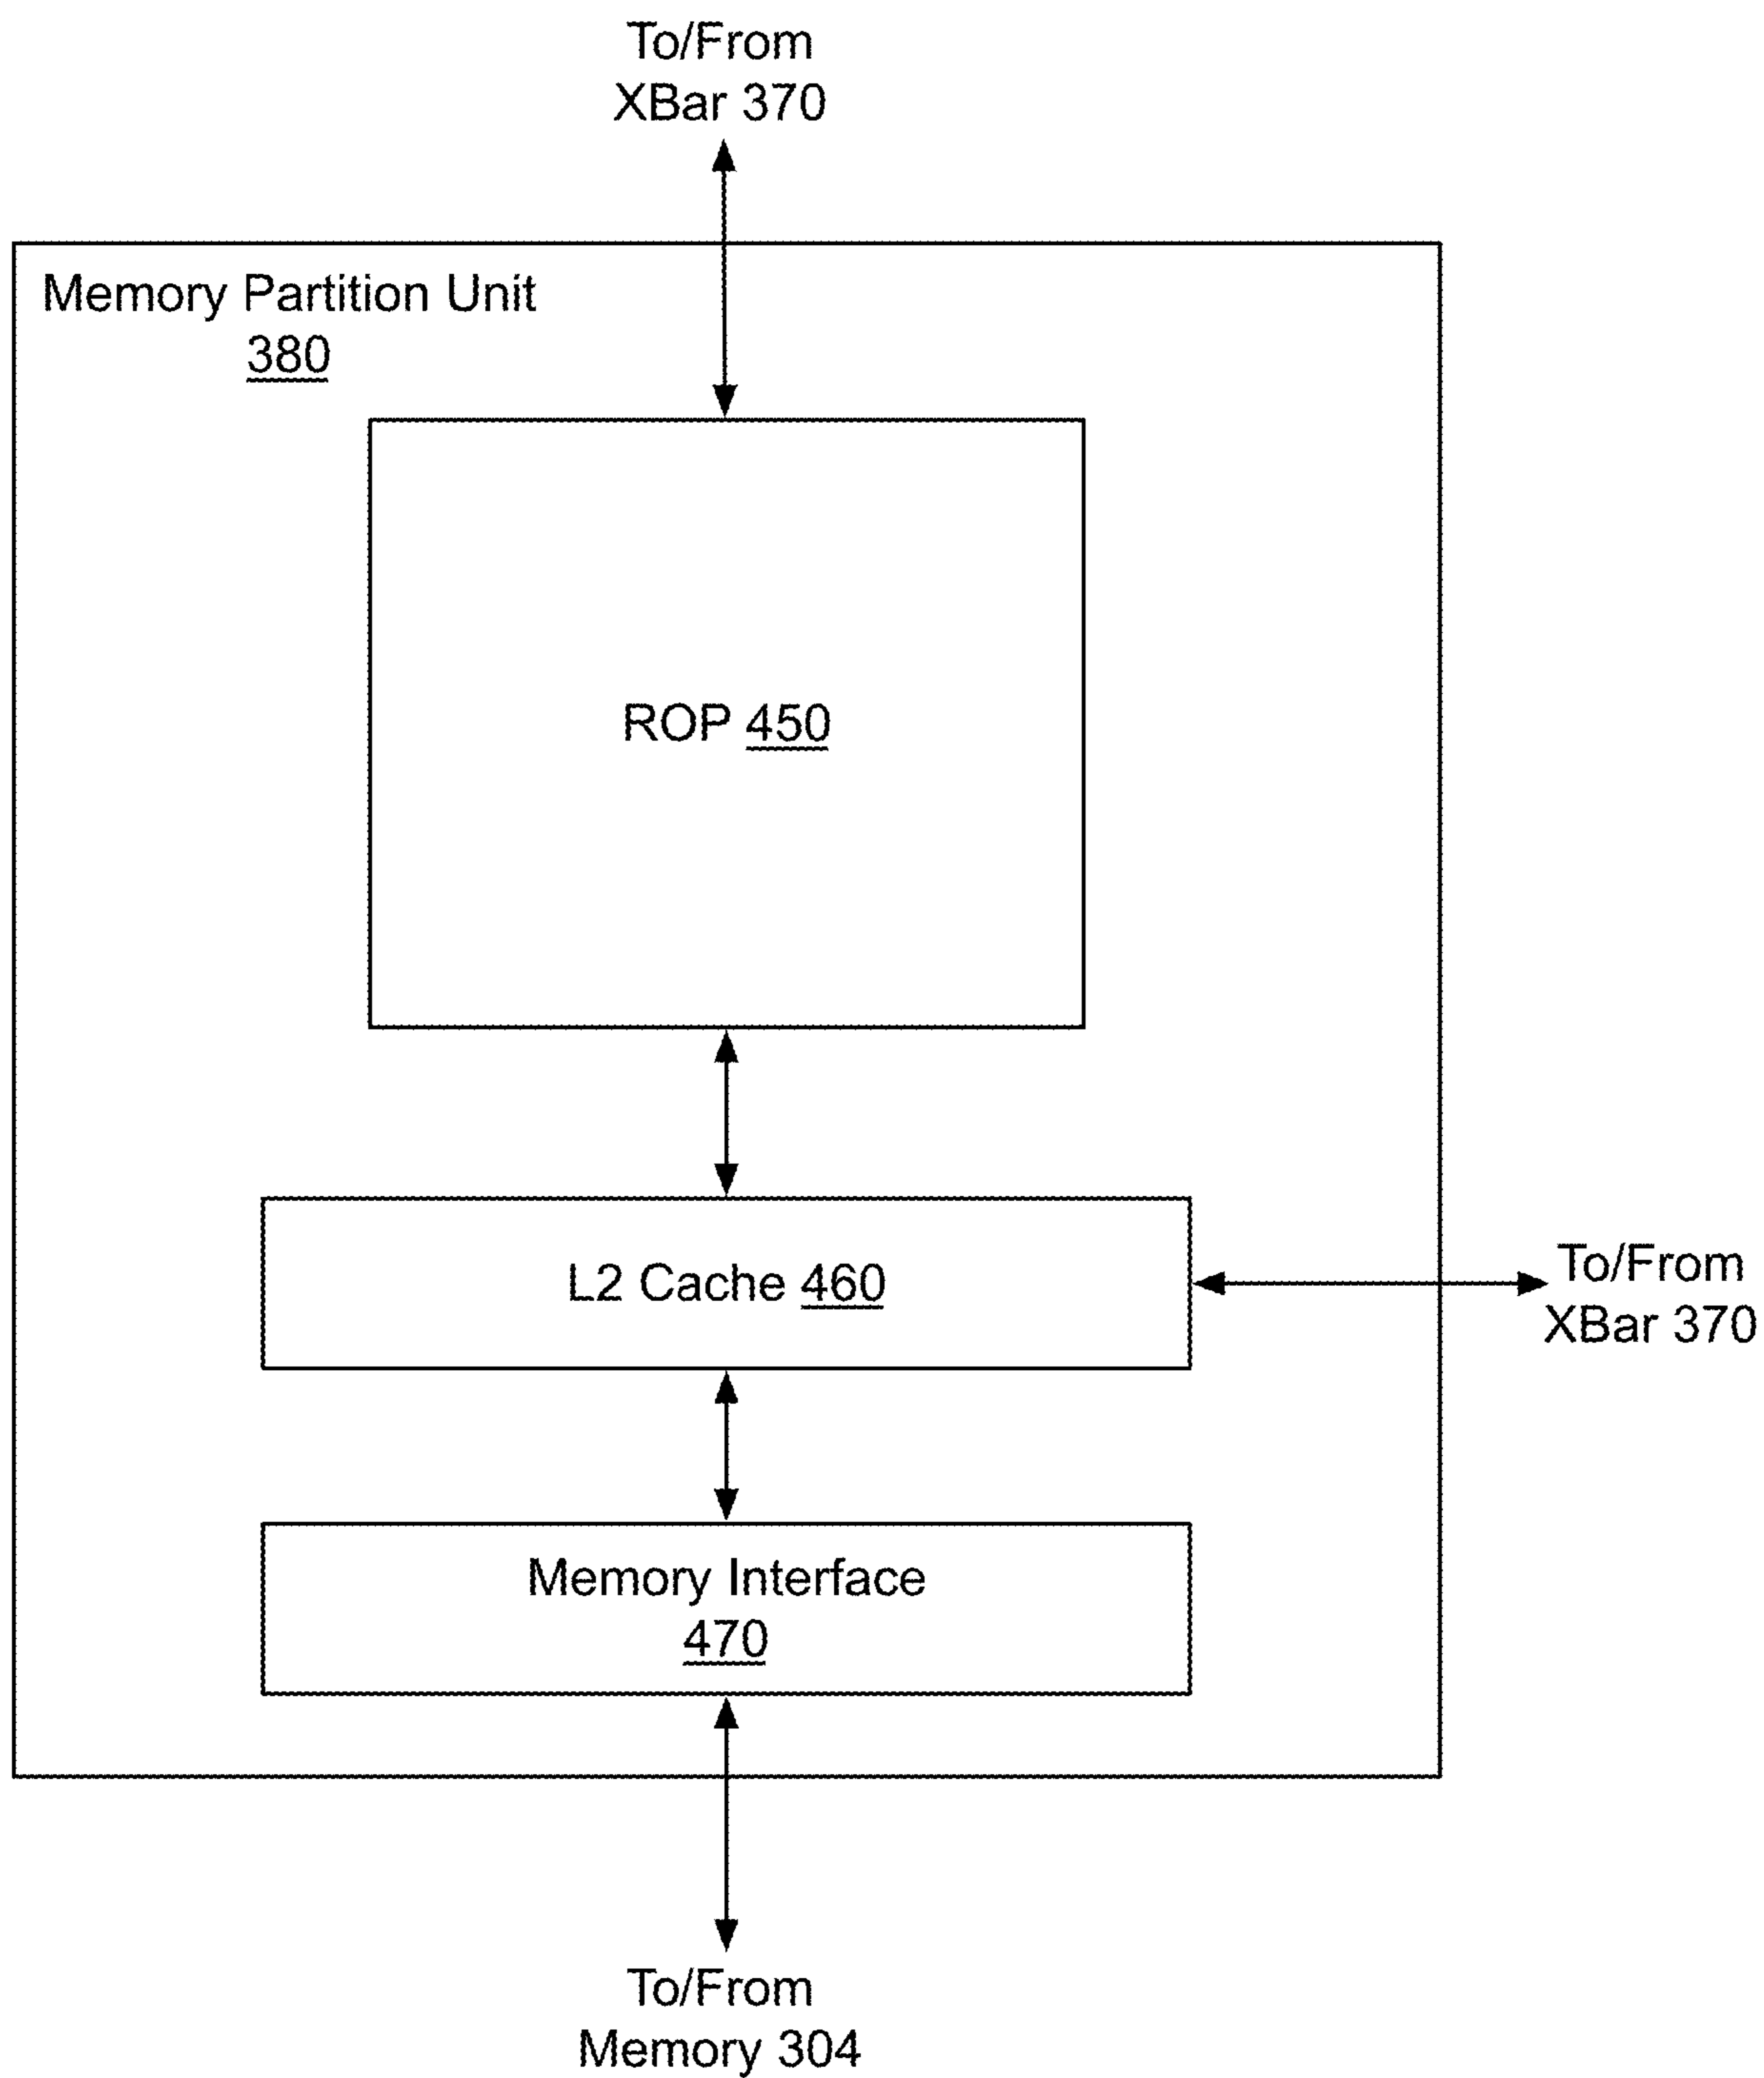 To/From
XBar 370
Memory Partition Unit
380
ROP 450
L2 Cache 460
To/From
XBar 370
Memory Interface
470
To/From
Memory 304